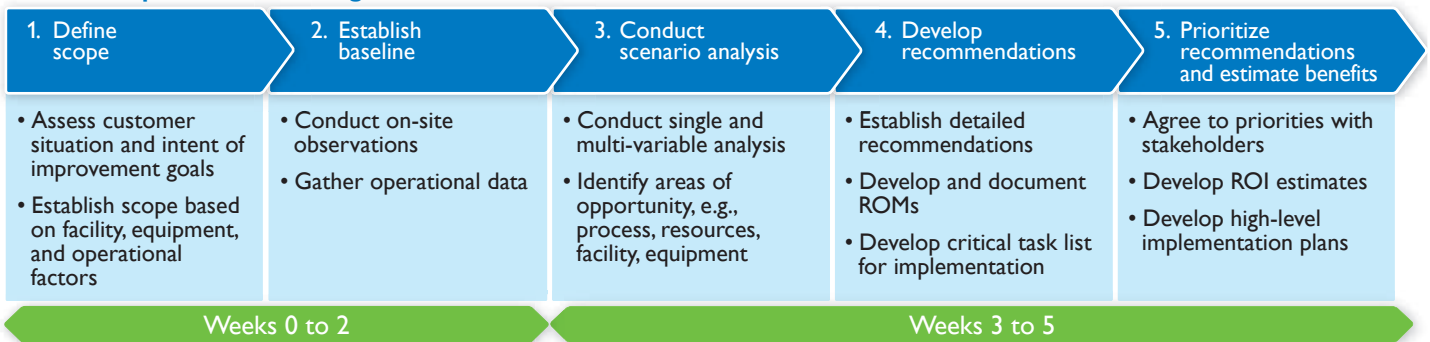 1. Define
scope
2. Establish
baseline
3. Conduct
scenario analysis
4. Develop
recommendations
5. Prioritize
recommendations
and estimate benefits
• Assess customer
situation and intent of
improvement goals
• Establish scope based
on facility, equipment,
and operational
factors
• Conduct on-site
observations
• Gather operational data
• Conduct single and
multi-variable analysis
• Identify areas of
opportunity, e.g.,
process, resources,
facility, equipment
• Establish detailed
recommendations
• Develop and document
ROMs
• Develop critical task list
for implementation
• Agree to priorities with
stakeholders
• Develop ROI estimates
• Develop high-level
implementation plans
Weeks 0 to 2
Weeks 3 to 5